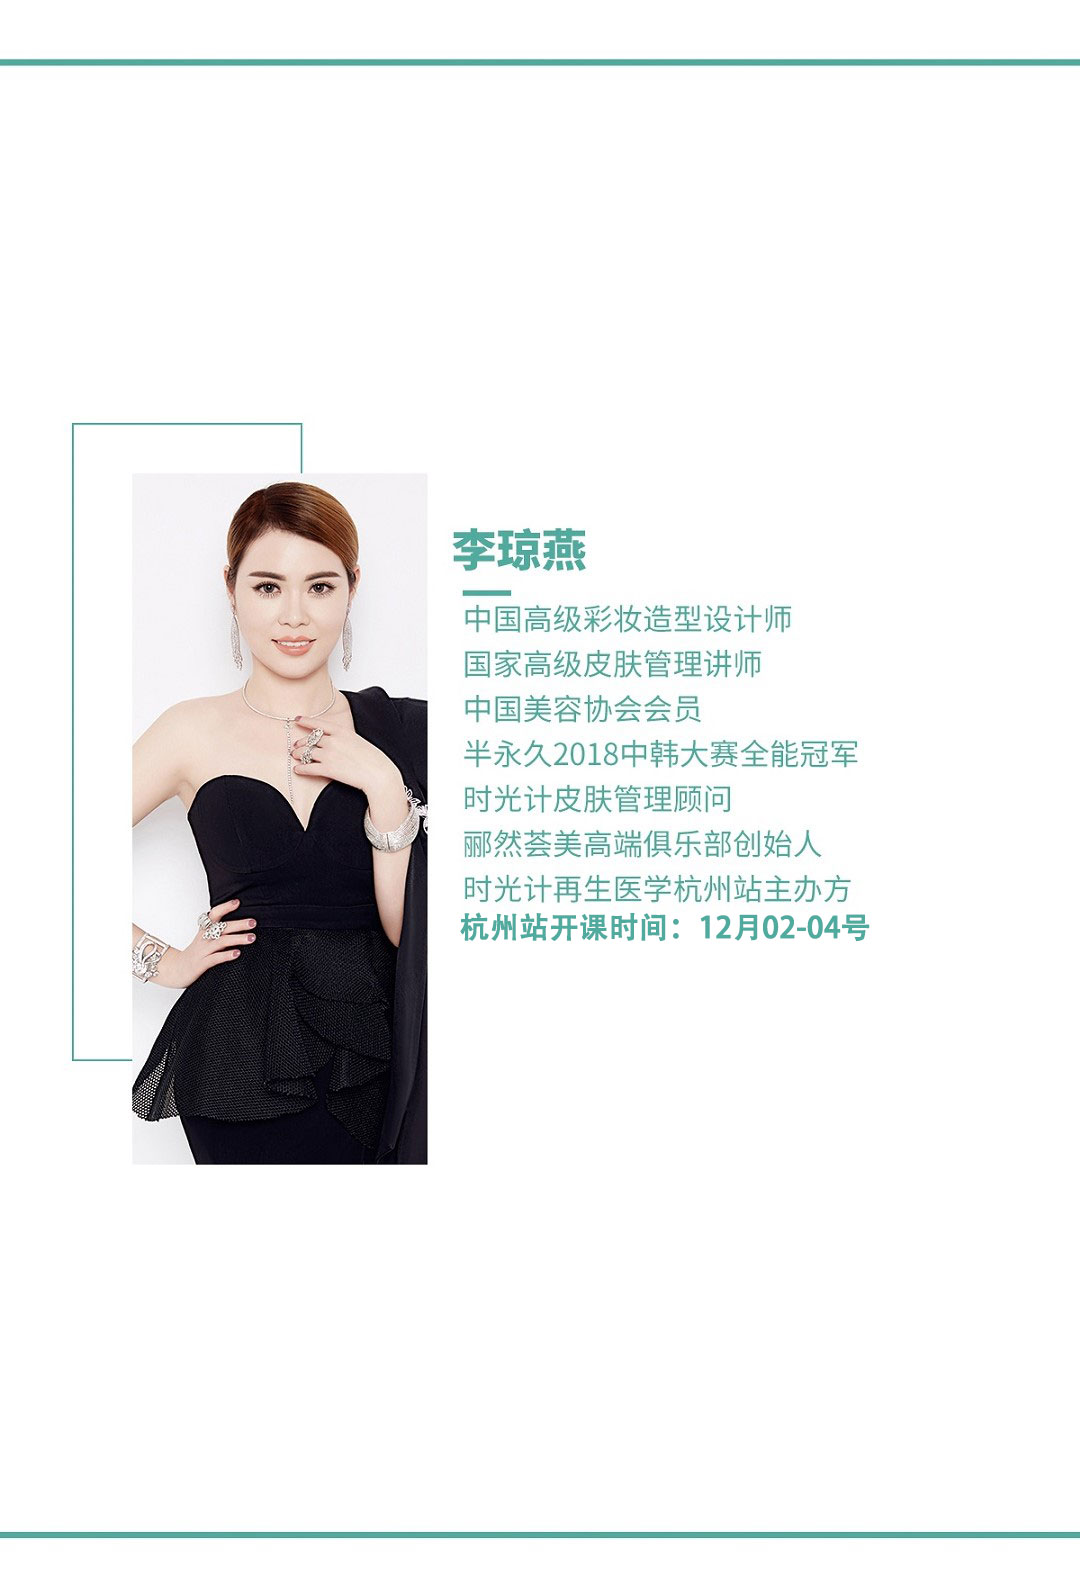 李琼燕
中国高级彩妆造型设计师
国家高级皮肤管理讲师
中国美容协会会员
半永久2018中韩大赛全能冠军
时光计皮肤管理顾问
郦然荟美高端俱乐部创始人
时光计再生医学杭州站主办方
杭州站开课时间：12月02-04号